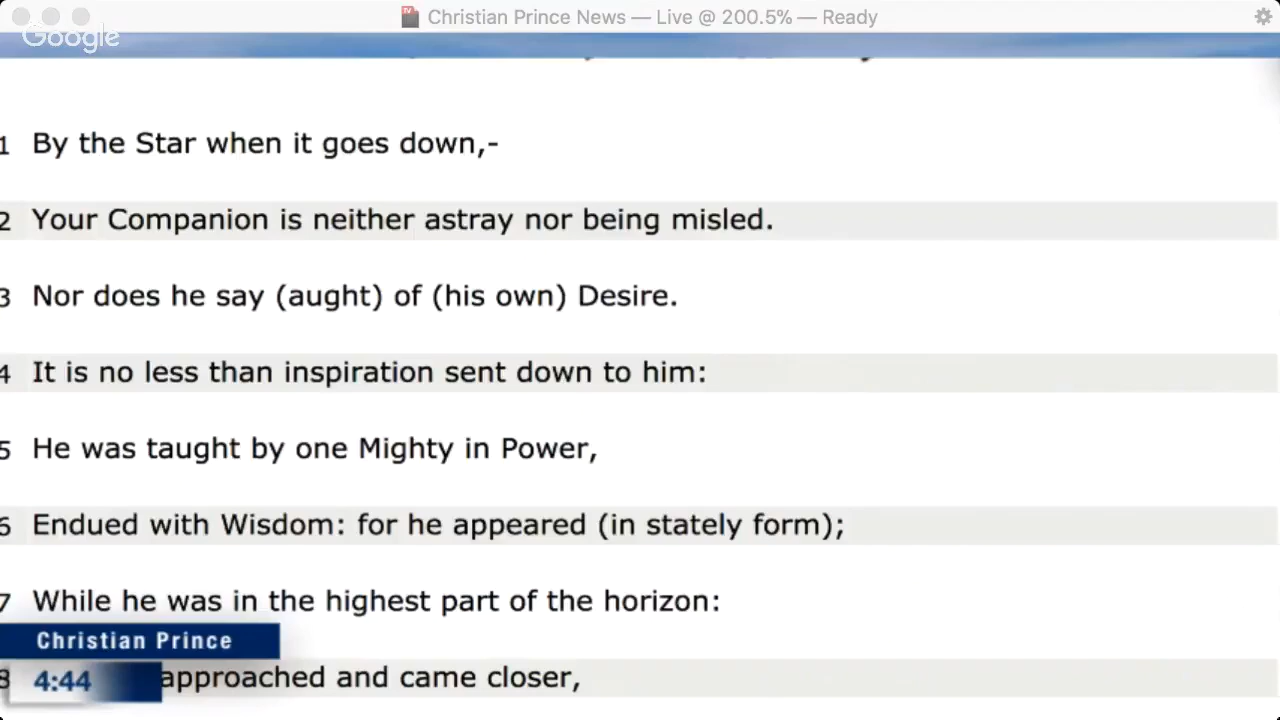 Christian Prince News — Live @ 200.5% — Ready
Google
1 By the Star when it goes down,-
2 Your Companion is neither astray nor being misled.
3 Nor does he say (aught) of (his own) Desire.
4 It is no less than inspiration sent down to him:
5 He was taught by one Mighty in Power,
6 Endued with Wisdom: for he appeared (in stately form);
7 While he was in the highest part of the horizon:
Christian Prince
8 approached and came closer,
4:44